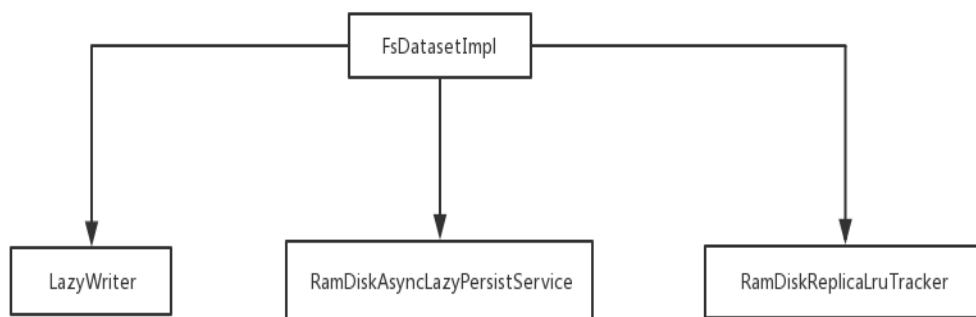 FsDatasetImpl
LazyWriter
RamDiskAsyncLazyPersistService
RamDiskReplicaLruTracker